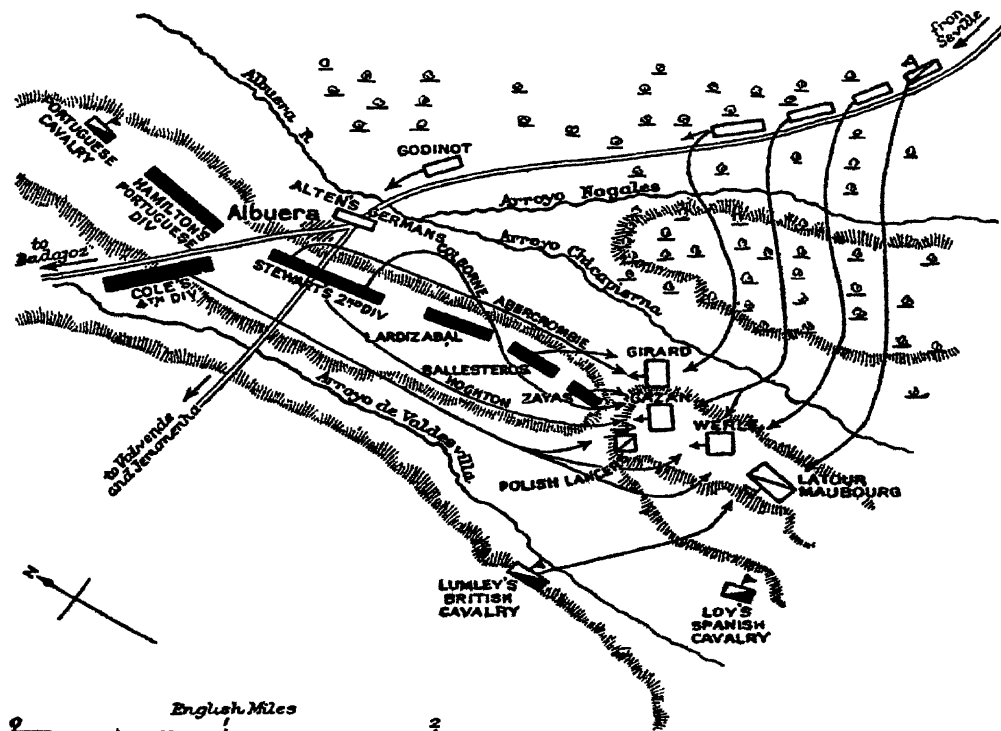 from
Seville
Albuera R.
PORTUGUESE
CAVALRY
GODINOT
HAMILTON'S
PORTUGUESE
DIV
ALTEN'S GERMANS
Albuera
Arroyo Nogales
Arroyo Chicapierna
to
Badajoz
COLE'S
4TH DIV
STEWART'S 2ND DIV
COLBORNE
ABERCROMBIE
LARDIZABAL
BALLESTEROS
HOGHTON
ZAYAS
GIRARD
GAZAN
WERLE
POLISH LANCERS
LATOUR
MAUBOURG
Arroyo de Valdesvilla
to Valverde
and Jerumenha
N
LUMLEY'S
BRITISH
CAVALRY
LOY'S
SPANISH
CAVALRY
English Miles
0 1 2